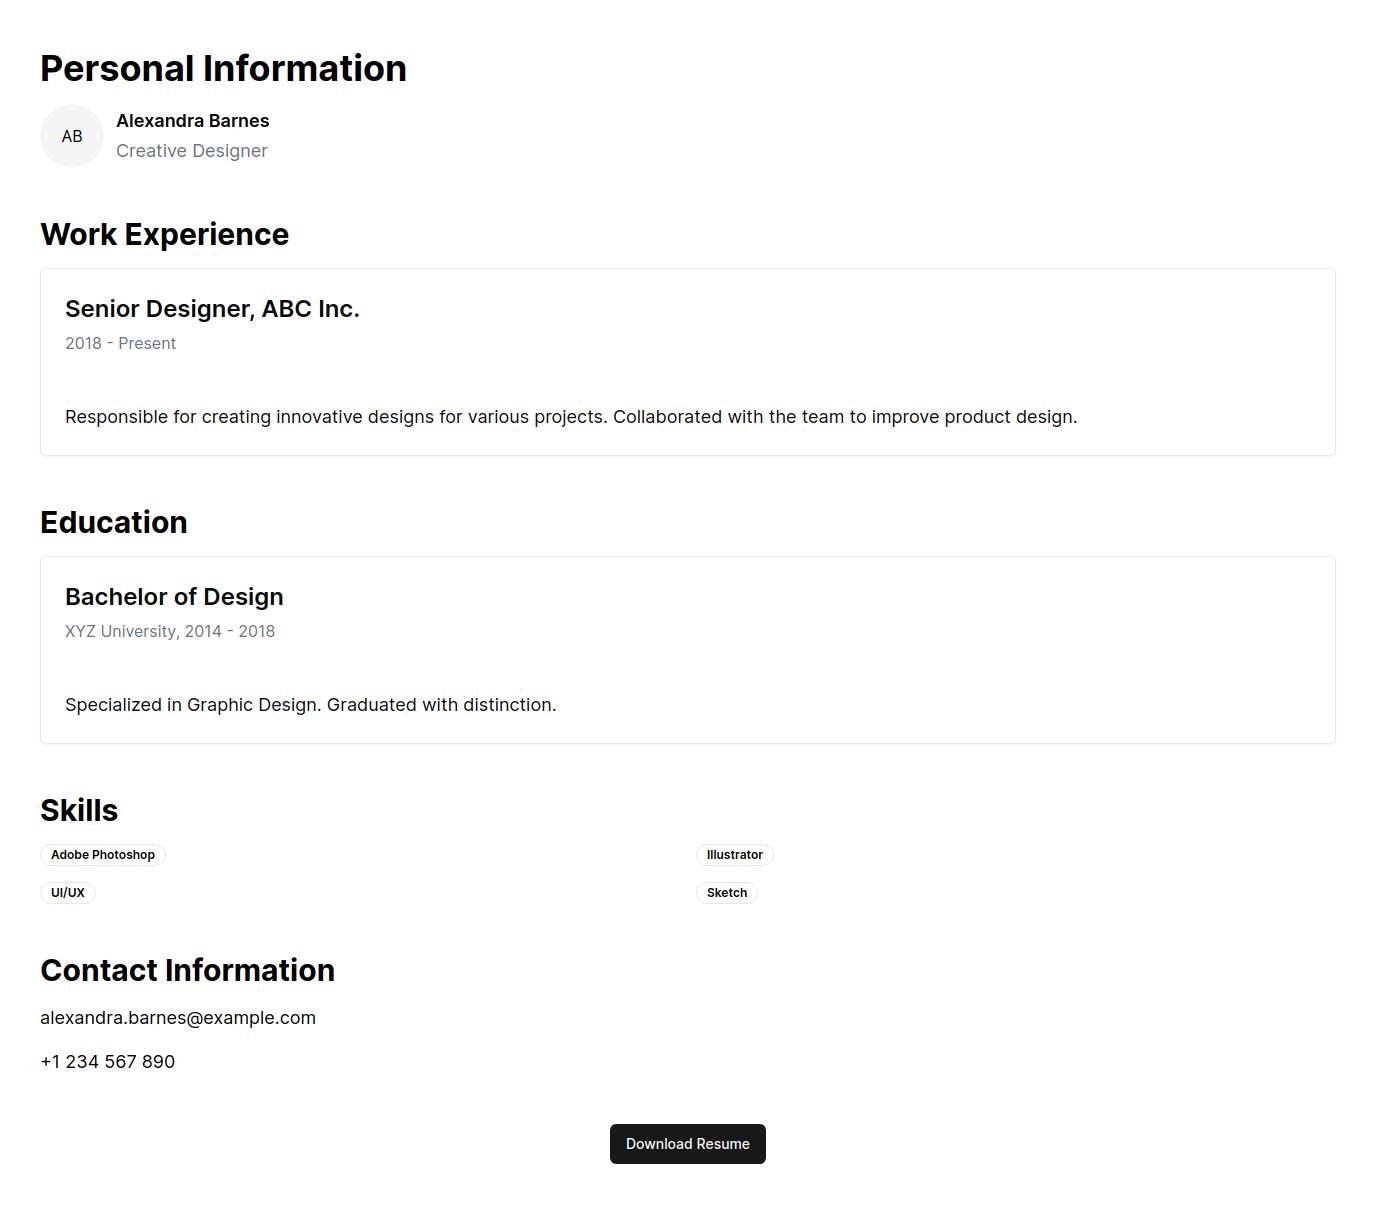 Personal Information
AB
Alexandra Barnes
Creative Designer
Work Experience
Senior Designer, ABC Inc.
2018 - Present
Responsible for creating innovative designs for various projects. Collaborated with the team to improve product design.
Education
Bachelor of Design
XYZ University, 2014 - 2018
Specialized in Graphic Design. Graduated with distinction.
Skills
Adobe Photoshop
Illustrator
UI/UX
Sketch
Contact Information
alexandra.barnes@example.com
+1 234 567 890
Download Resume